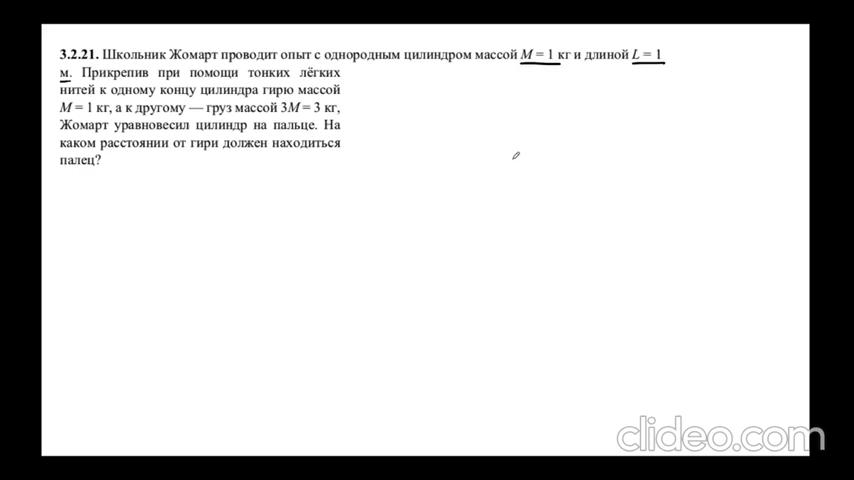 3.2.21. Школьник Жомарт проводит опыт с однородным цилиндром массой M = 1 кг и длиной L = 1
м. Прикрепив при помощи тонких лёгких
нитей к одному концу цилиндра гирю массой
M = 1 кг, а к другому — груз массой 3M = 3 кг,
Жомарт уравновесил цилиндр на пальце. На
каком расстоянии от гири должен находиться
палец?
clideo.com